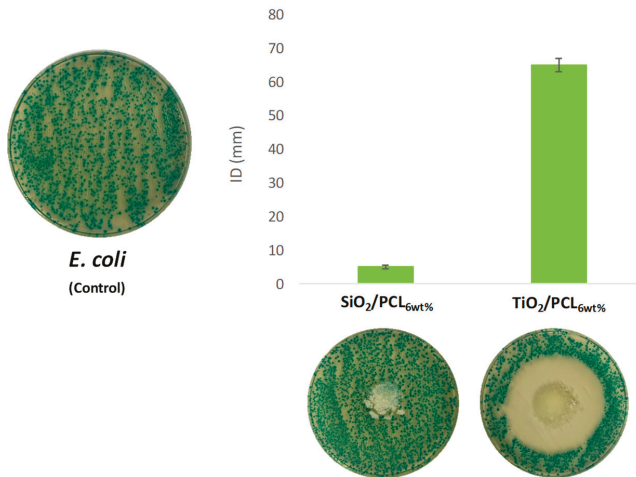 E. coli
(Control)
ID (mm)
80
70
60
50
40
30
20
10
0
SiO₂/PCL₆wt%
TiO₂/PCL₆wt%